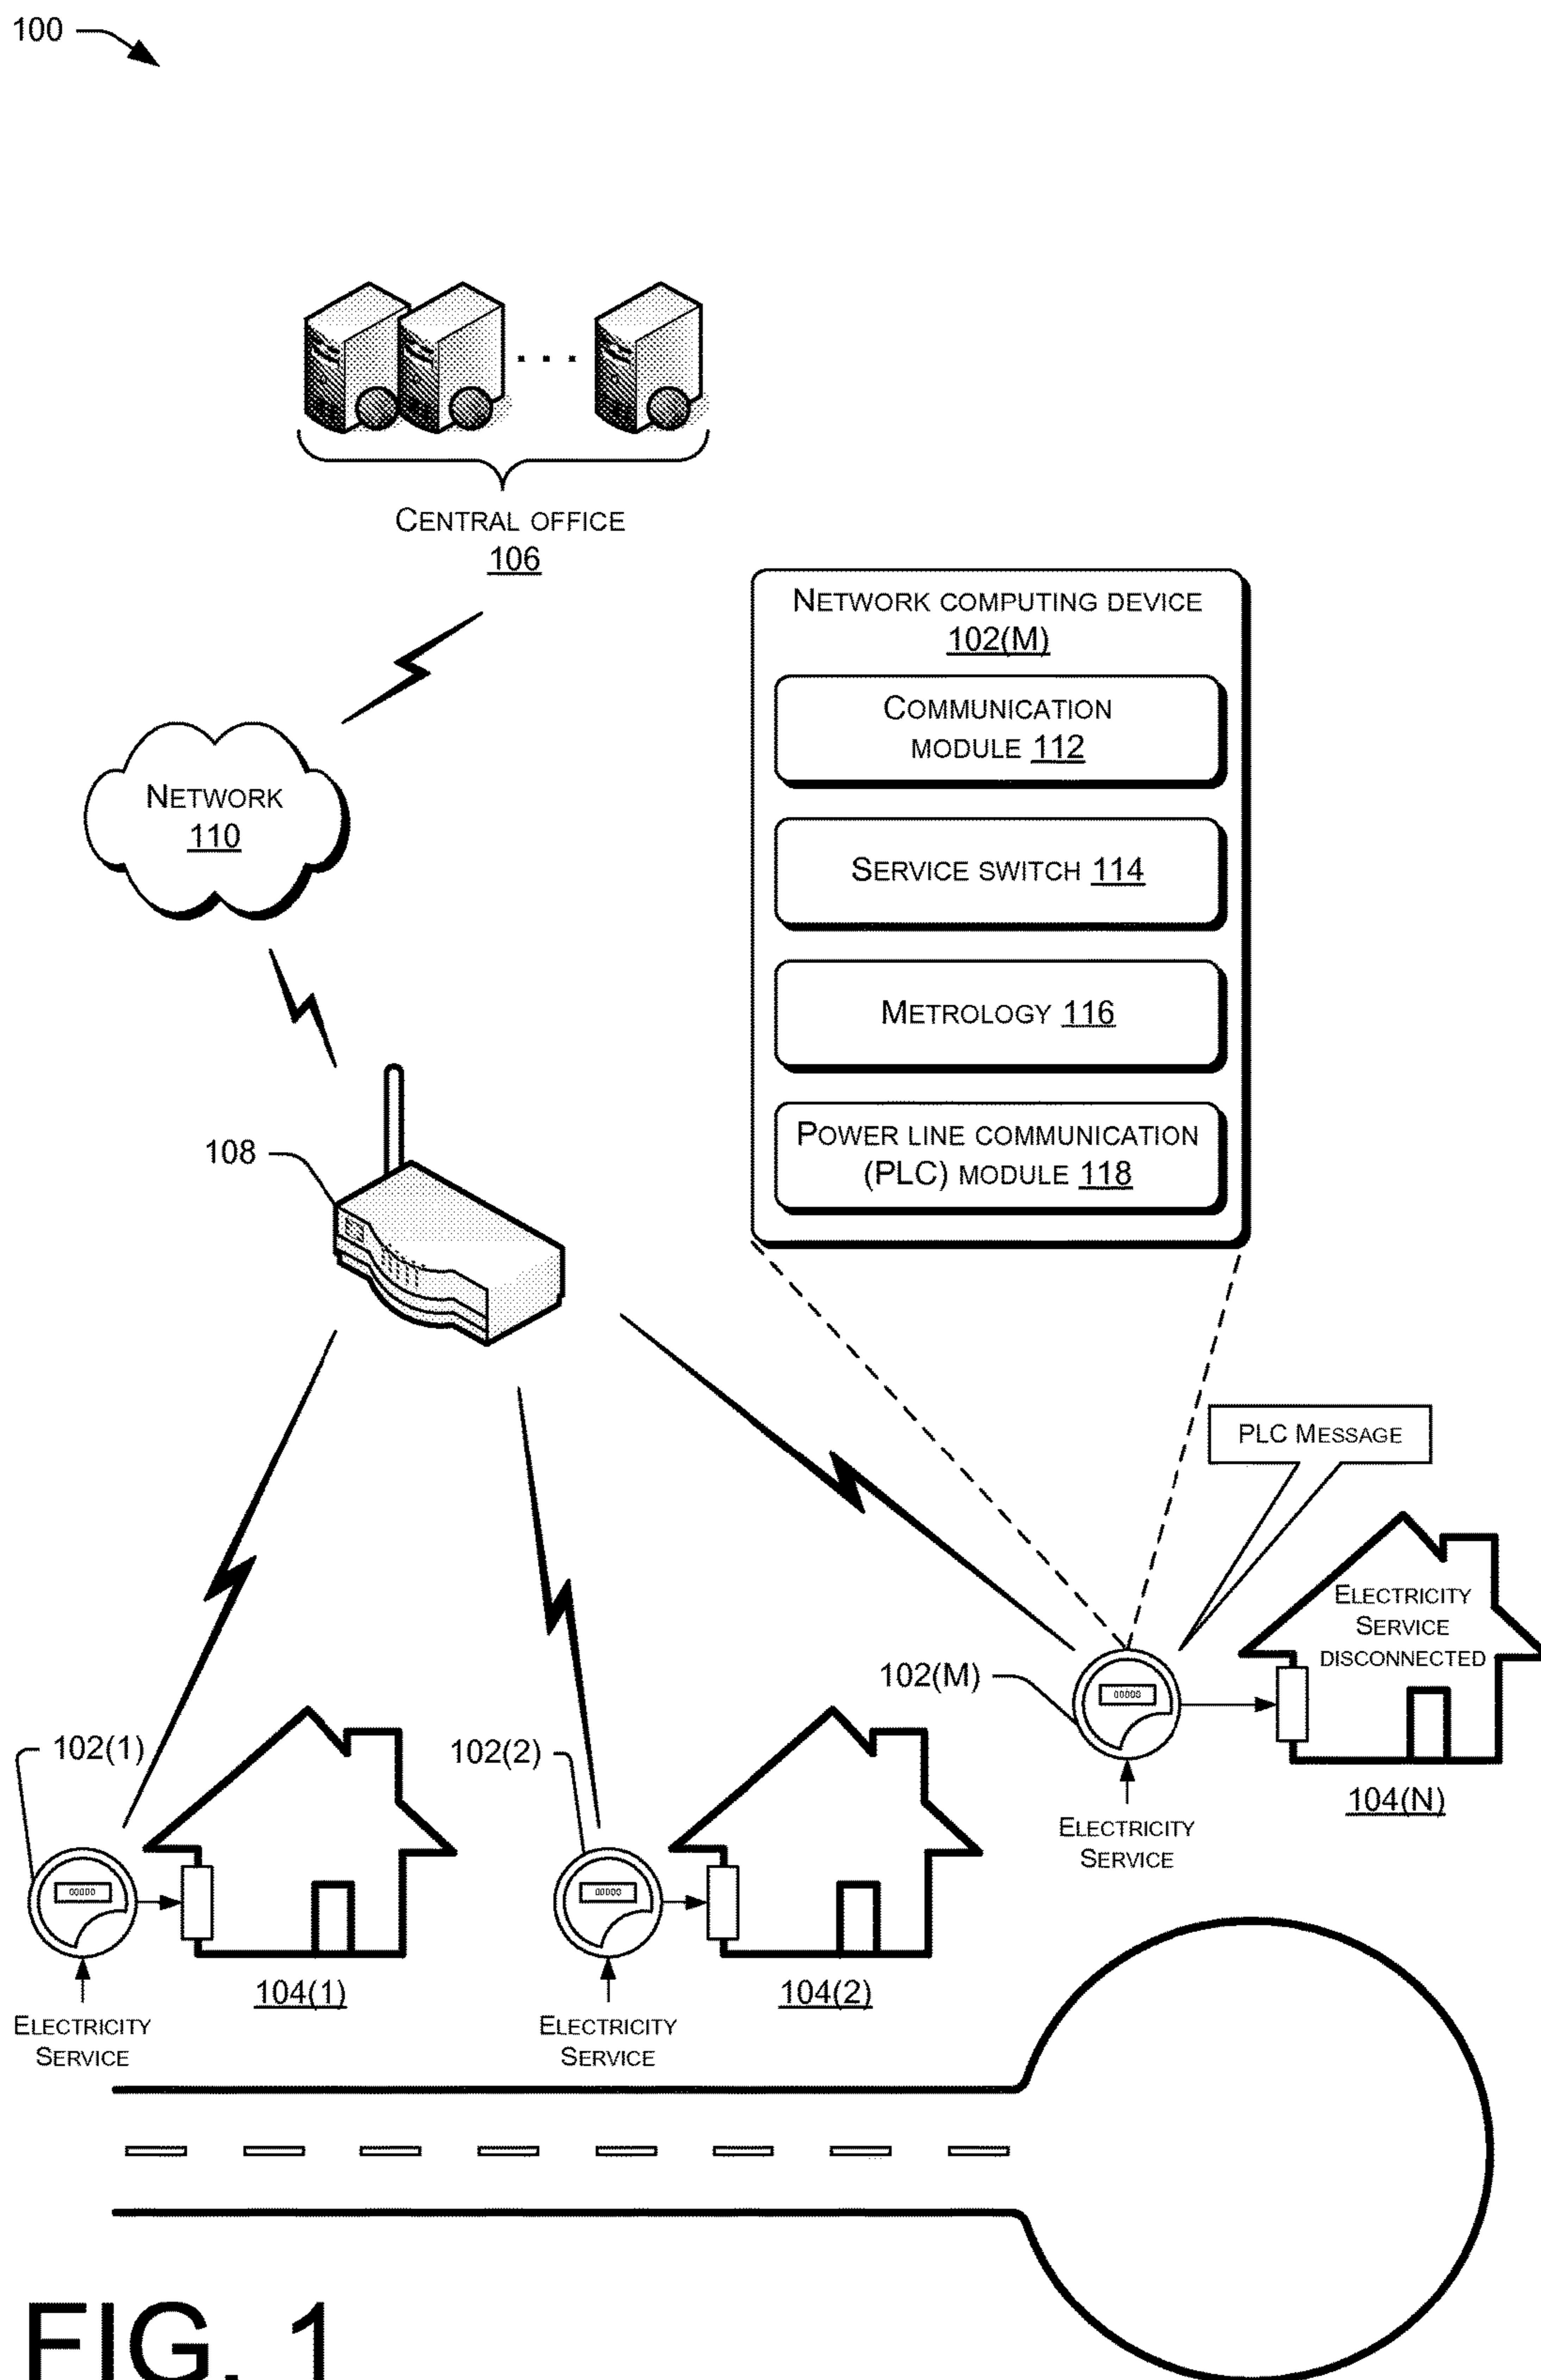 100
CENTRAL OFFICE
106
NETWORK COMPUTING DEVICE
102(M)
COMMUNICATION
MODULE 112
SERVICE SWITCH 114
METROLOGY 116
POWER LINE COMMUNICATION
(PLC) MODULE 118
NETWORK
110
108
PLC MESSAGE
ELECTRICITY
SERVICE
DISCONNECTED
102(M)
00000
104(N)
ELECTRICITY
SERVICE
102(1)
00000
104(1)
ELECTRICITY
SERVICE
102(2)
00000
104(2)
ELECTRICITY
SERVICE
FIG. 1